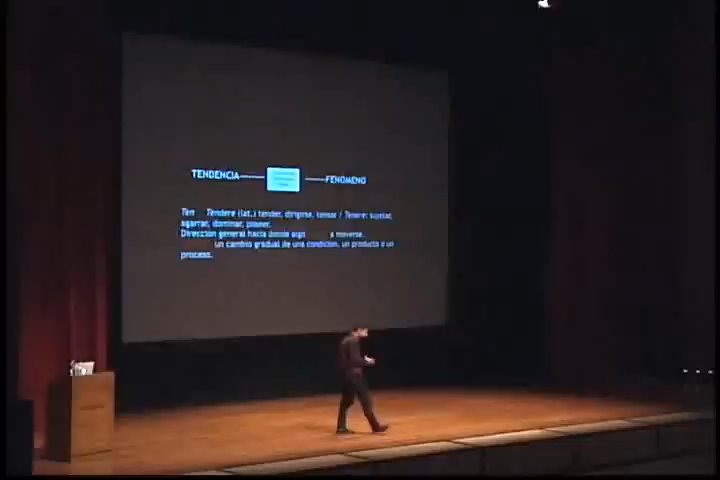 TENDENCIA FENOMENO
Ten Tendere (lat.) tender, dirigirse, tensar / Tenere: sujetar,
agarrar, dominar, poseer.
Direccion general hacia donde algo a moverse.
un cambio gradual de una condicion, un producto o un
process.